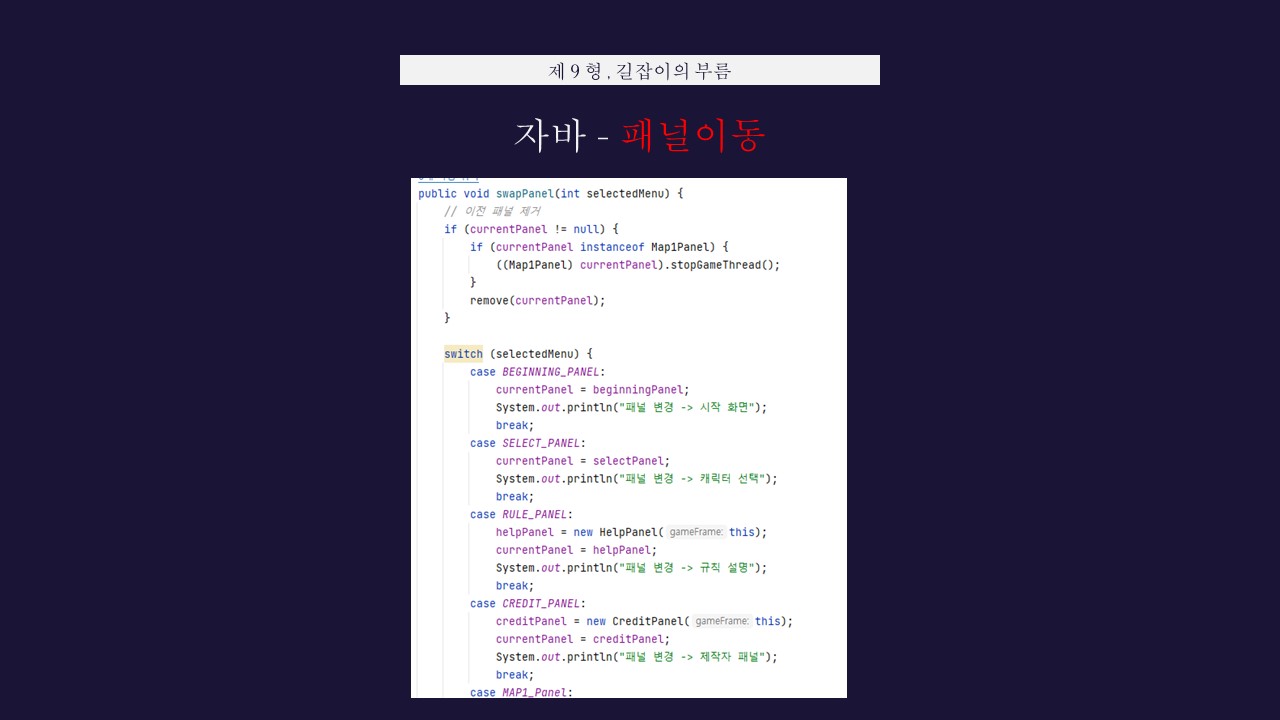 제 9 형 , 길잡이의 부름
자바 - 패널이동
public void swapPanel(int selectedMenu) {
// 이전 패널 제거
if (currentPanel != null) {
if (currentPanel instanceof Map1Panel) {
((Map1Panel) currentPanel).stopGameThread();
}
remove(currentPanel);
}
switch (selectedMenu) {
case BEGINNING_PANEL:
currentPanel = beginningPanel;
System.out.println("패널 변경 -> 시작 화면");
break;
case SELECT_PANEL:
currentPanel = selectPanel;
System.out.println("패널 변경 -> 캐릭터 선택");
break;
case RULE_PANEL:
helpPanel = new HelpPanel( gameFrame: this);
currentPanel = helpPanel;
System.out.println("패널 변경 -> 규칙 설명");
break;
case CREDIT_PANEL:
creditPanel = new CreditPanel( gameFrame: this);
currentPanel = creditPanel;
System.out.println("패널 변경 -> 제작자 패널");
break;
case MAP1_Panel: